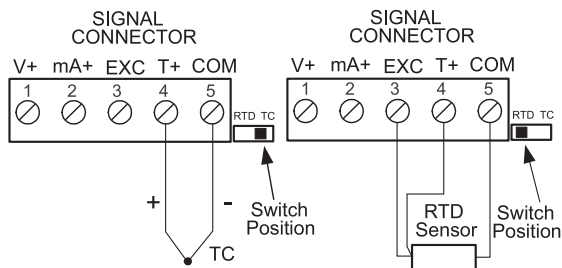 SIGNAL
CONNECTOR
V+ mA+ EXC T+ COM
1 2 3 4 5
RTD TC
+ -
Switch
Position
TC
SIGNAL
CONNECTOR
V+ mA+ EXC T+ COM
1 2 3 4 5
RTD TC
RTD
Sensor
Switch
Position